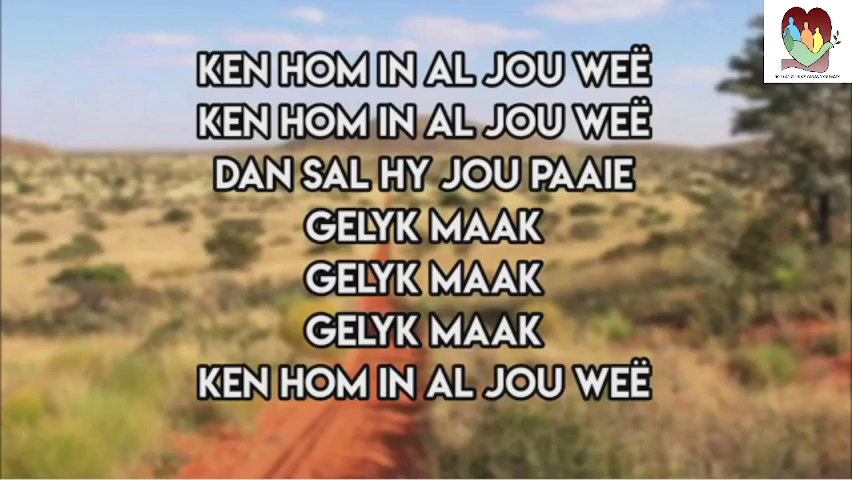 KEN HOM IN AL JOU WEË
KEN HOM IN AL JOU WEË
DAN SAL HY JOU PAAIE
GELYK MAAK
GELYK MAAK
GELYK MAAK
KEN HOM IN AL JOU WEË